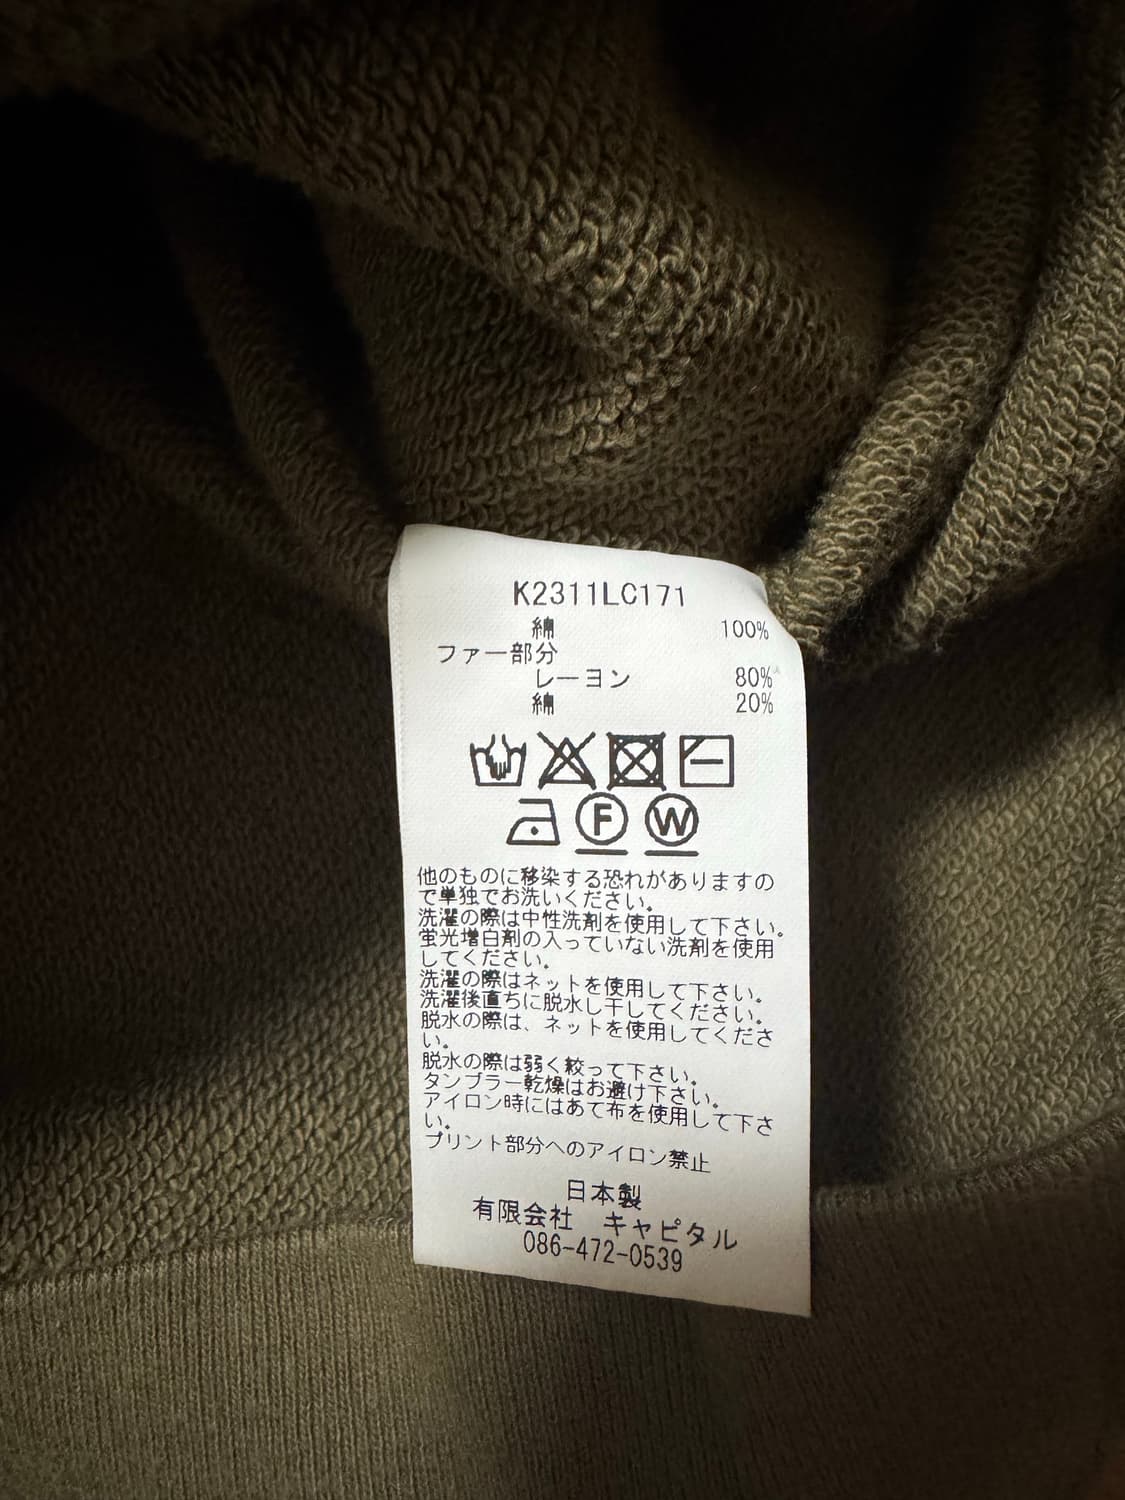 K2311LC171
綿 100%
ファー部分
レーヨン 80%
綿 20%
F W
他のものに移染する恐れがありますの
で単独でお洗いください。
洗濯の際は中性洗剤を使用して下さい。
蛍光増白剤の入っていない洗剤を使用
してください。
洗濯の際はネットを使用して下さい。
洗濯後直ちに脱水し干してください。
脱水の際は、ネットを使用してくださ
い。
脱水の際は弱く絞って下さい。
タンブラー乾燥はお避け下さい。
アイロン時にはあて布を使用して下さ
い。
プリント部分へのアイロン禁止
日本製
有限会社　キャピタル
086-472-0539